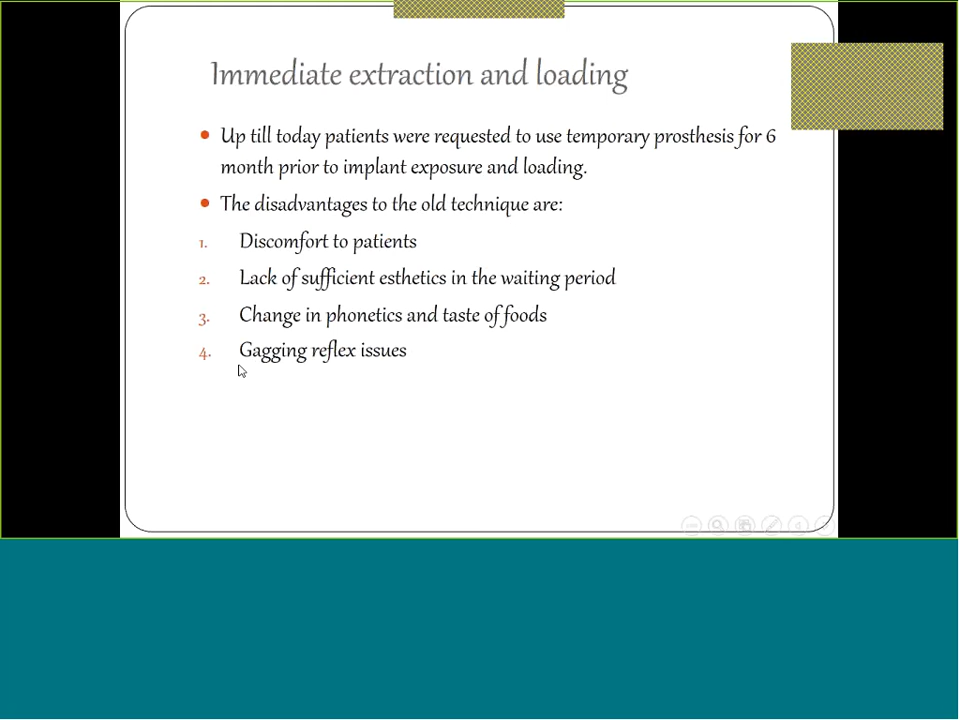 Immediate extraction and loading
• Up till today patients were requested to use temporary prosthesis for 6
month prior to implant exposure and loading.
• The disadvantages to the old technique are:
1. Discomfort to patients
2. Lack of sufficient esthetics in the waiting period
3. Change in phonetics and taste of foods
4. Gagging reflex issues